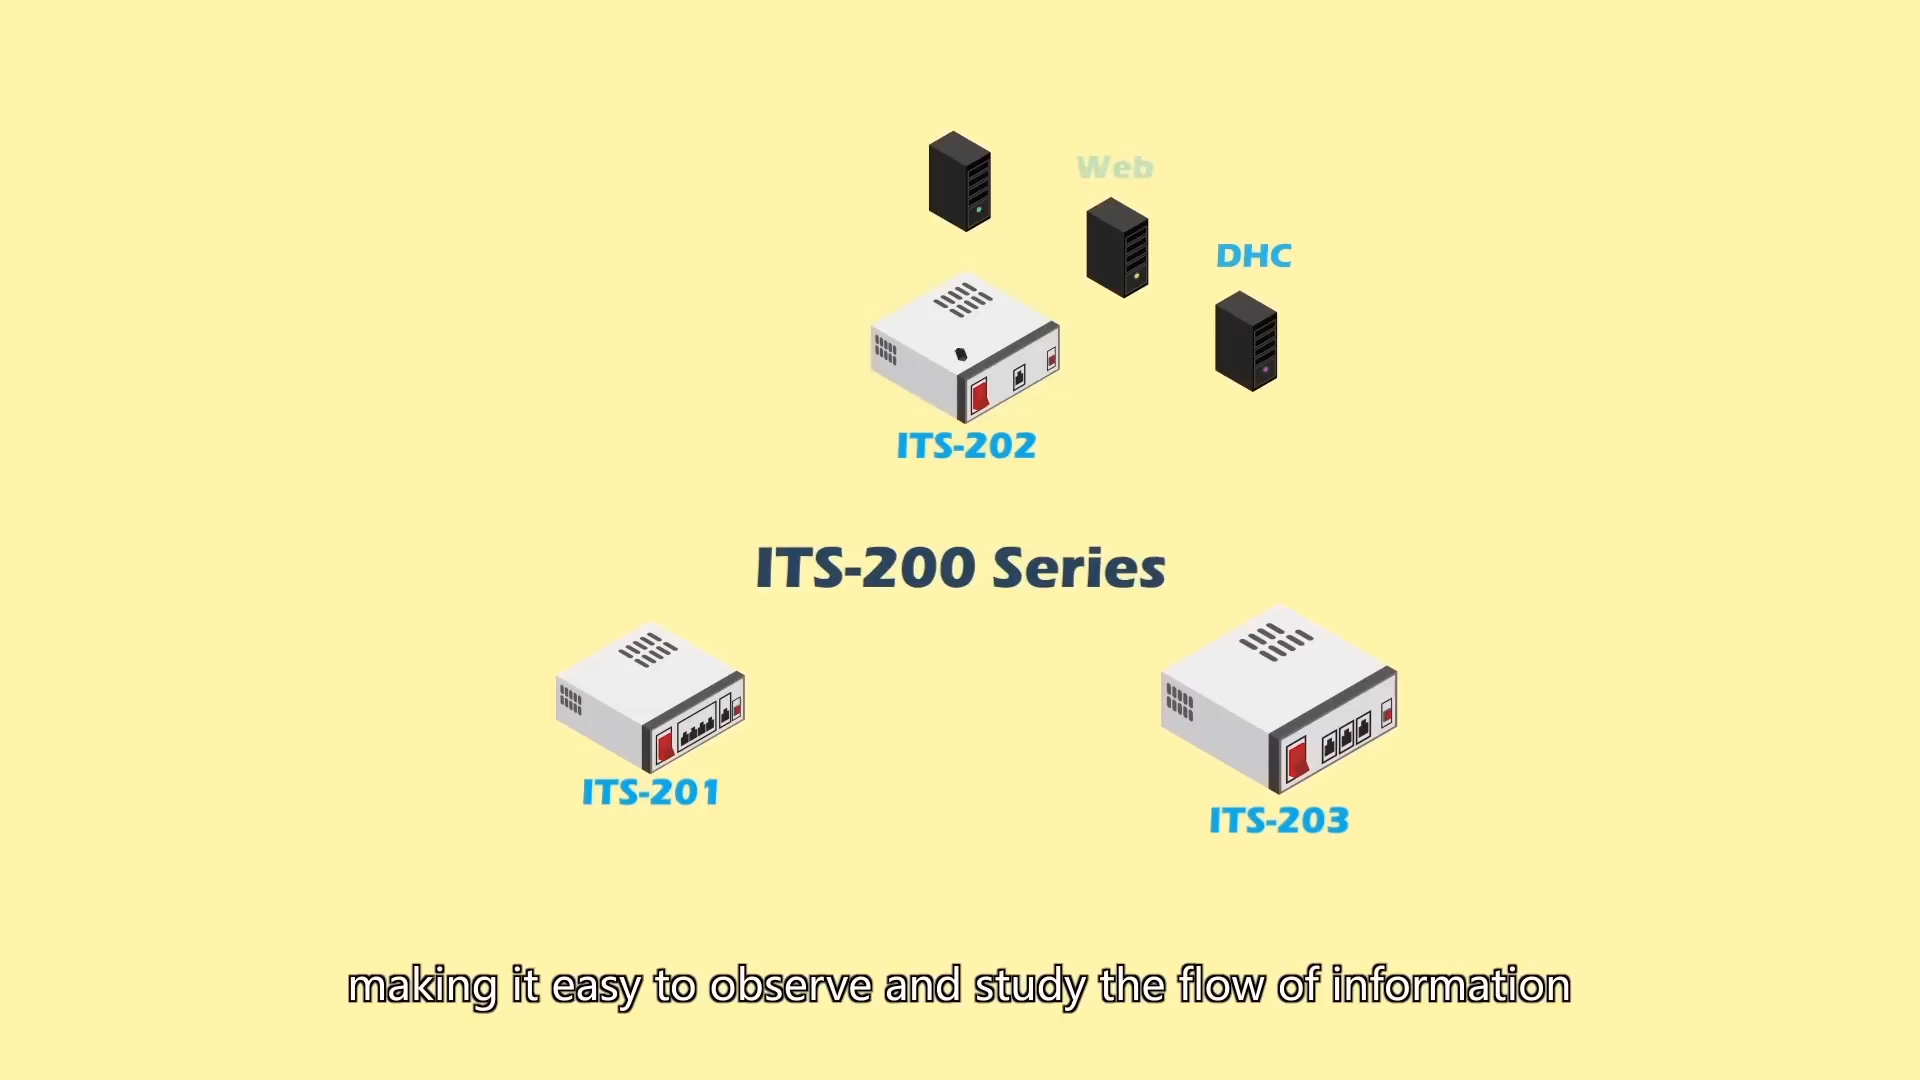 Web
DHC
ITS-202
ITS-200 Series
ITS-201
ITS-203
making it easy to observe and study the flow of information